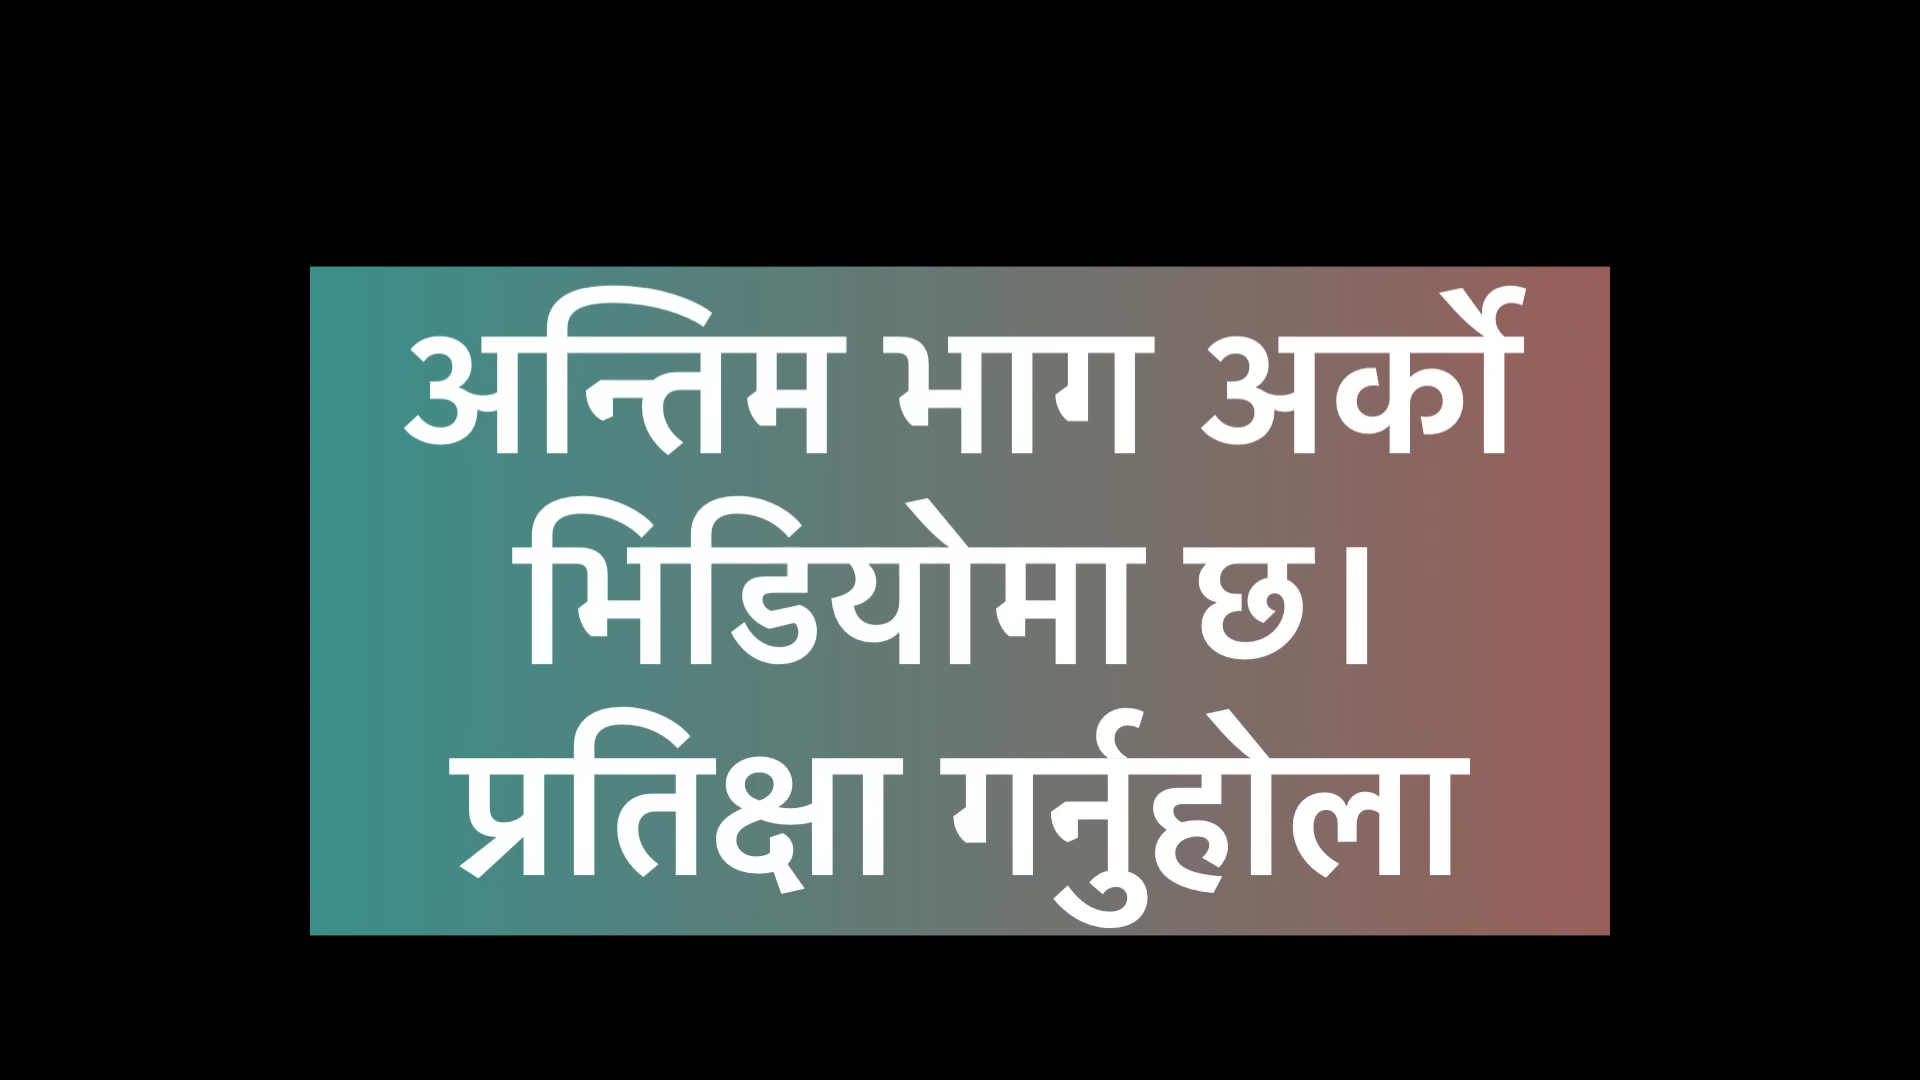 अन्तिम भाग अर्को
भिडियोमा छ।
प्रतिक्षा गर्नुहोला